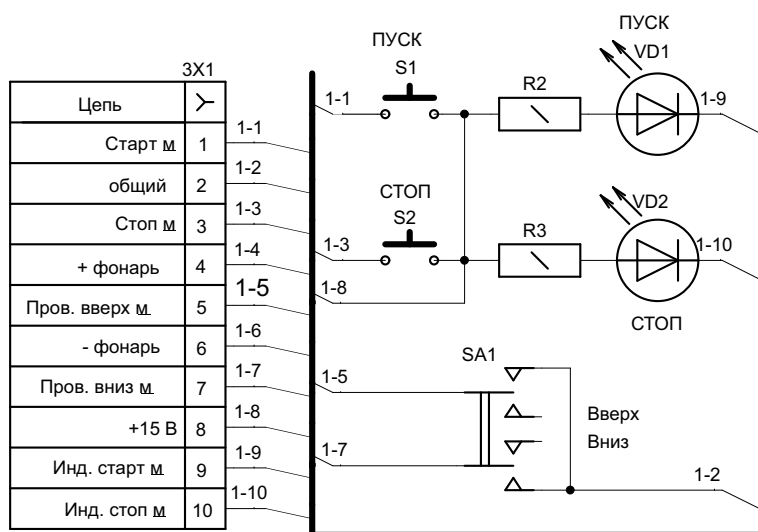 3X1
Цепь
Старт м 1 1-1
общий 2 1-2
Стоп м 3 1-3
+ фонарь 4 1-4
Пров. вверх м 5 1-5
- фонарь 6 1-6
Пров. вниз м 7 1-7
+15 В 8 1-8
Инд. старт м 9 1-9
Инд. стоп м 10 1-10
ПУСК
S1
1-1
R2
ПУСК
VD1
1-9
СТОП
S2
1-3
1-8
R3
VD2
1-10
СТОП
SA1
1-5
1-7
Вверх
Вниз
1-2